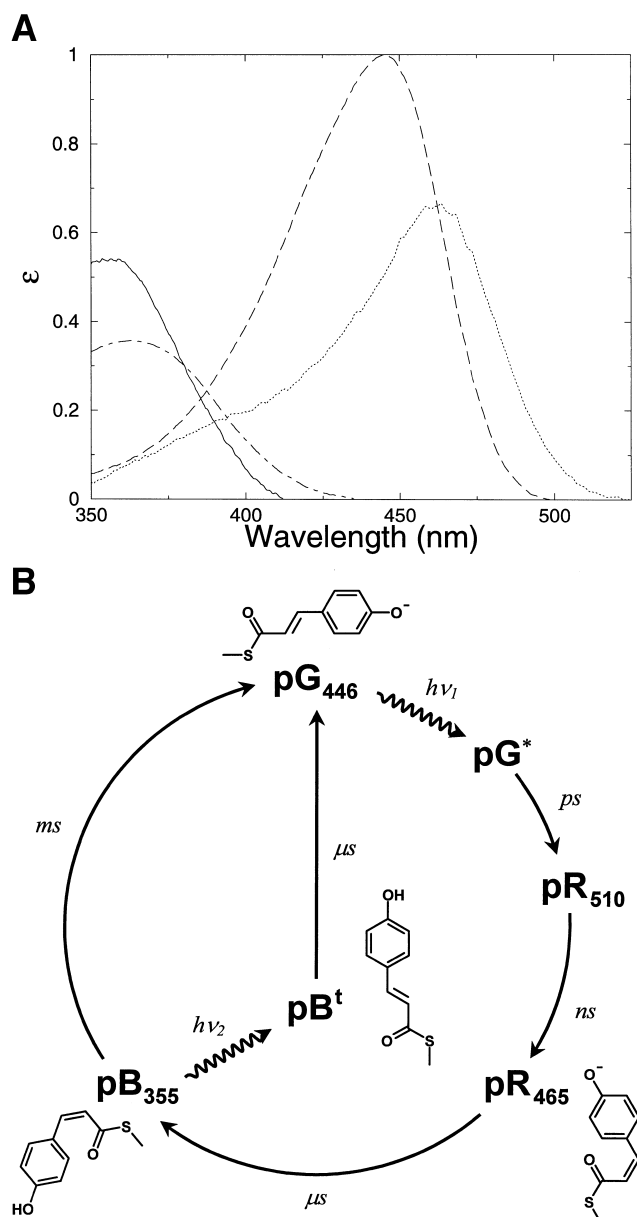 A
1
0.8
0.6
ε
0.4
0.2
0
350 400 450 500
Wavelength (nm)
B
O
S
O−
pG446
hν1
pG*
ps
ms
μs
pR510
OH
hν2
pBt
ns
O
S
pB355
pR465
O−
S
O
HO
μs
O
S